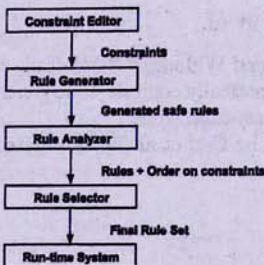 Constraint Editor
Constraints
Rule Generator
Generated safe rules
Rule Analyzer
Rules + Order on constraints
Rule Selector
Final Rule Set
Run-time System